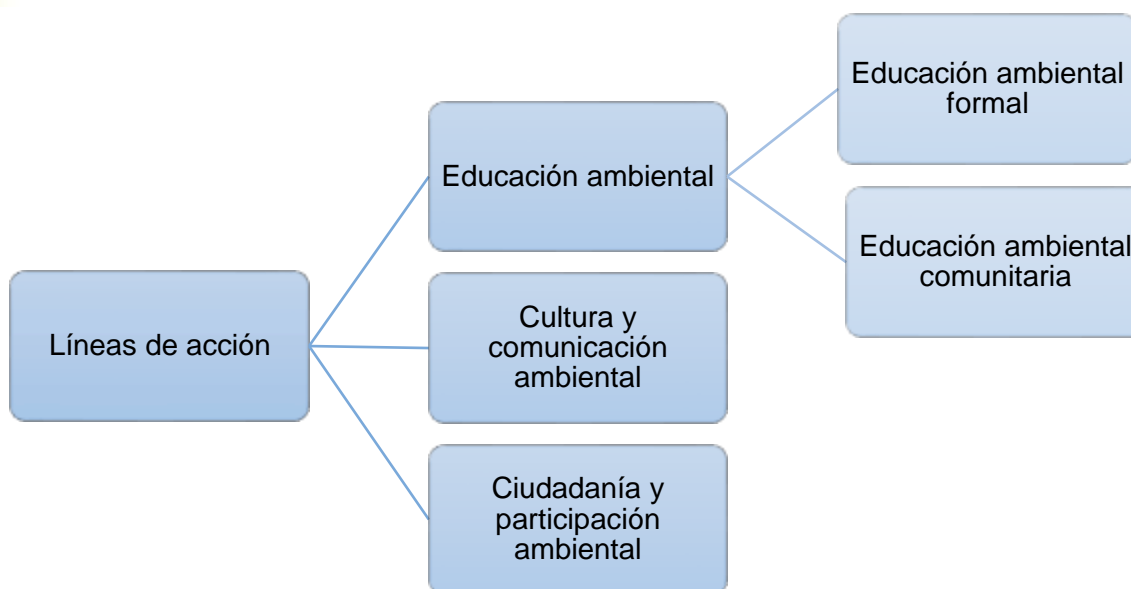 Líneas de acción
Educación ambiental
Educación ambiental
formal
Educación ambiental
comunitaria
Cultura y
comunicación
ambiental
Ciudadanía y
participación
ambiental